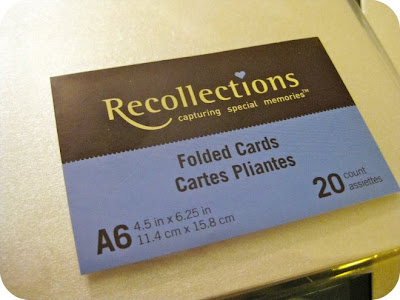 Recollections
capturing special memories™
Folded Cards
Cartes Pliantes
A6
4.5 in x 6.25 in
11.4 cm x 15.8 cm
20
count
assiettes